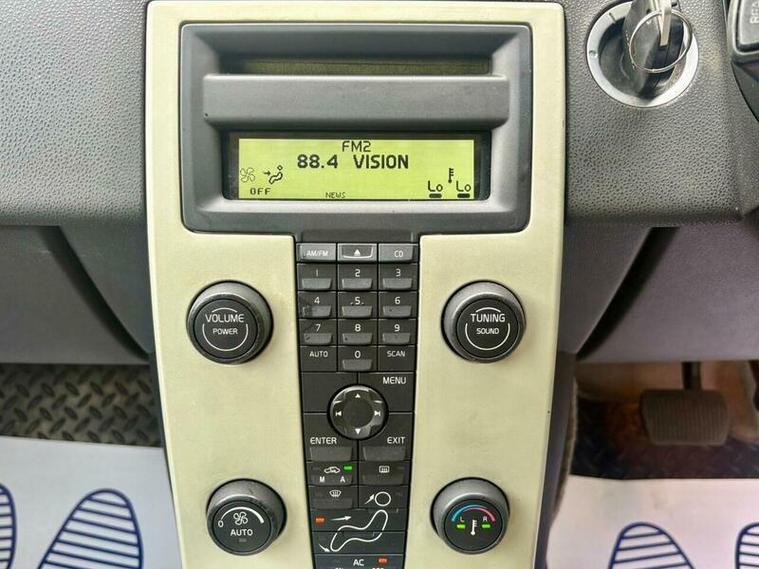 FM2
88.4 VISION
OFF
NEWS
Lo Lo
AM/FM
CD
1 2 3
4 5 6
7 8 9
AUTO 0 SCAN
VOLUME
POWER
TUNING
SOUND
MENU
ENTER EXIT
M A
0
AUTO
L R
AC